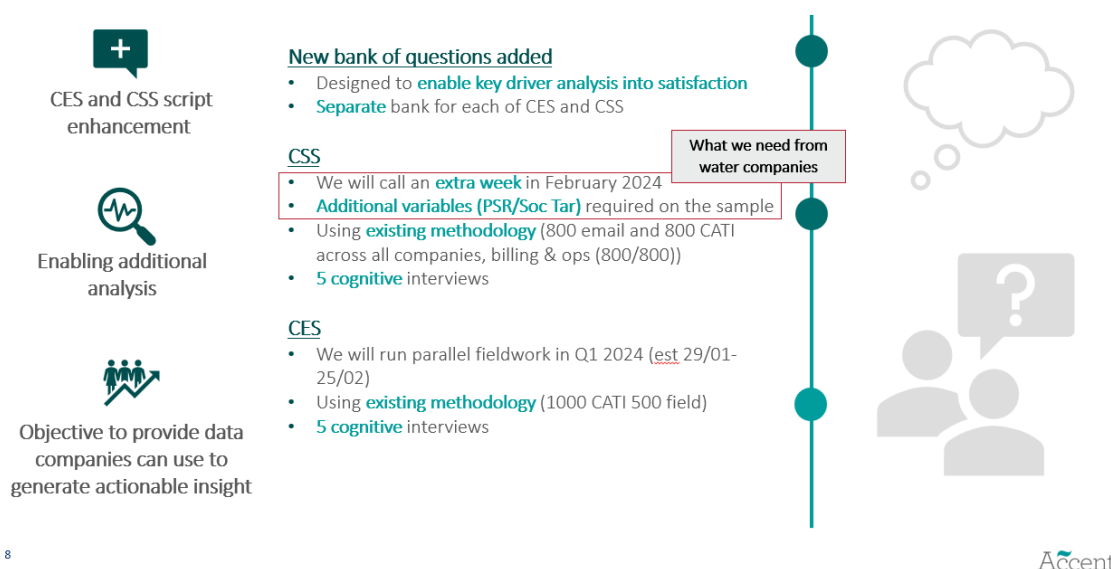 CES and CSS script
enhancement
Enabling additional
analysis
Objective to provide data
companies can use to
generate actionable insight
New bank of questions added
• Designed to enable key driver analysis into satisfaction
• Separate bank for each of CES and CSS
What we need from
water companies
CSS
• We will call an extra week in February 2024
• Additional variables (PSR/Soc Tar) required on the sample
• Using existing methodology (800 email and 800 CATI
across all companies, billing & ops (800/800))
• 5 cognitive interviews
CES
• We will run parallel fieldwork in Q1 2024 (est 29/01-
25/02)
• Using existing methodology (1000 CATI 500 field)
• 5 cognitive interviews
?
8
Accent